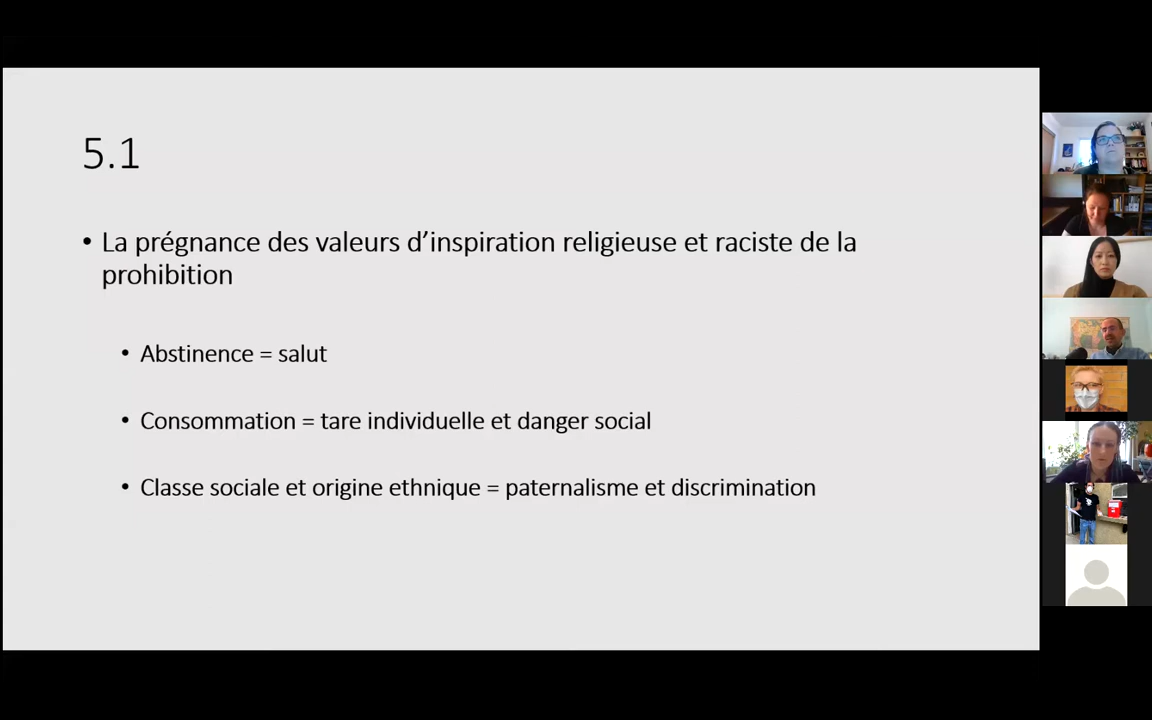 5.1
• La prégnance des valeurs d’inspiration religieuse et raciste de la
prohibition
• Abstinence = salut
• Consommation = tare individuelle et danger social
• Classe sociale et origine ethnique = paternalisme et discrimination